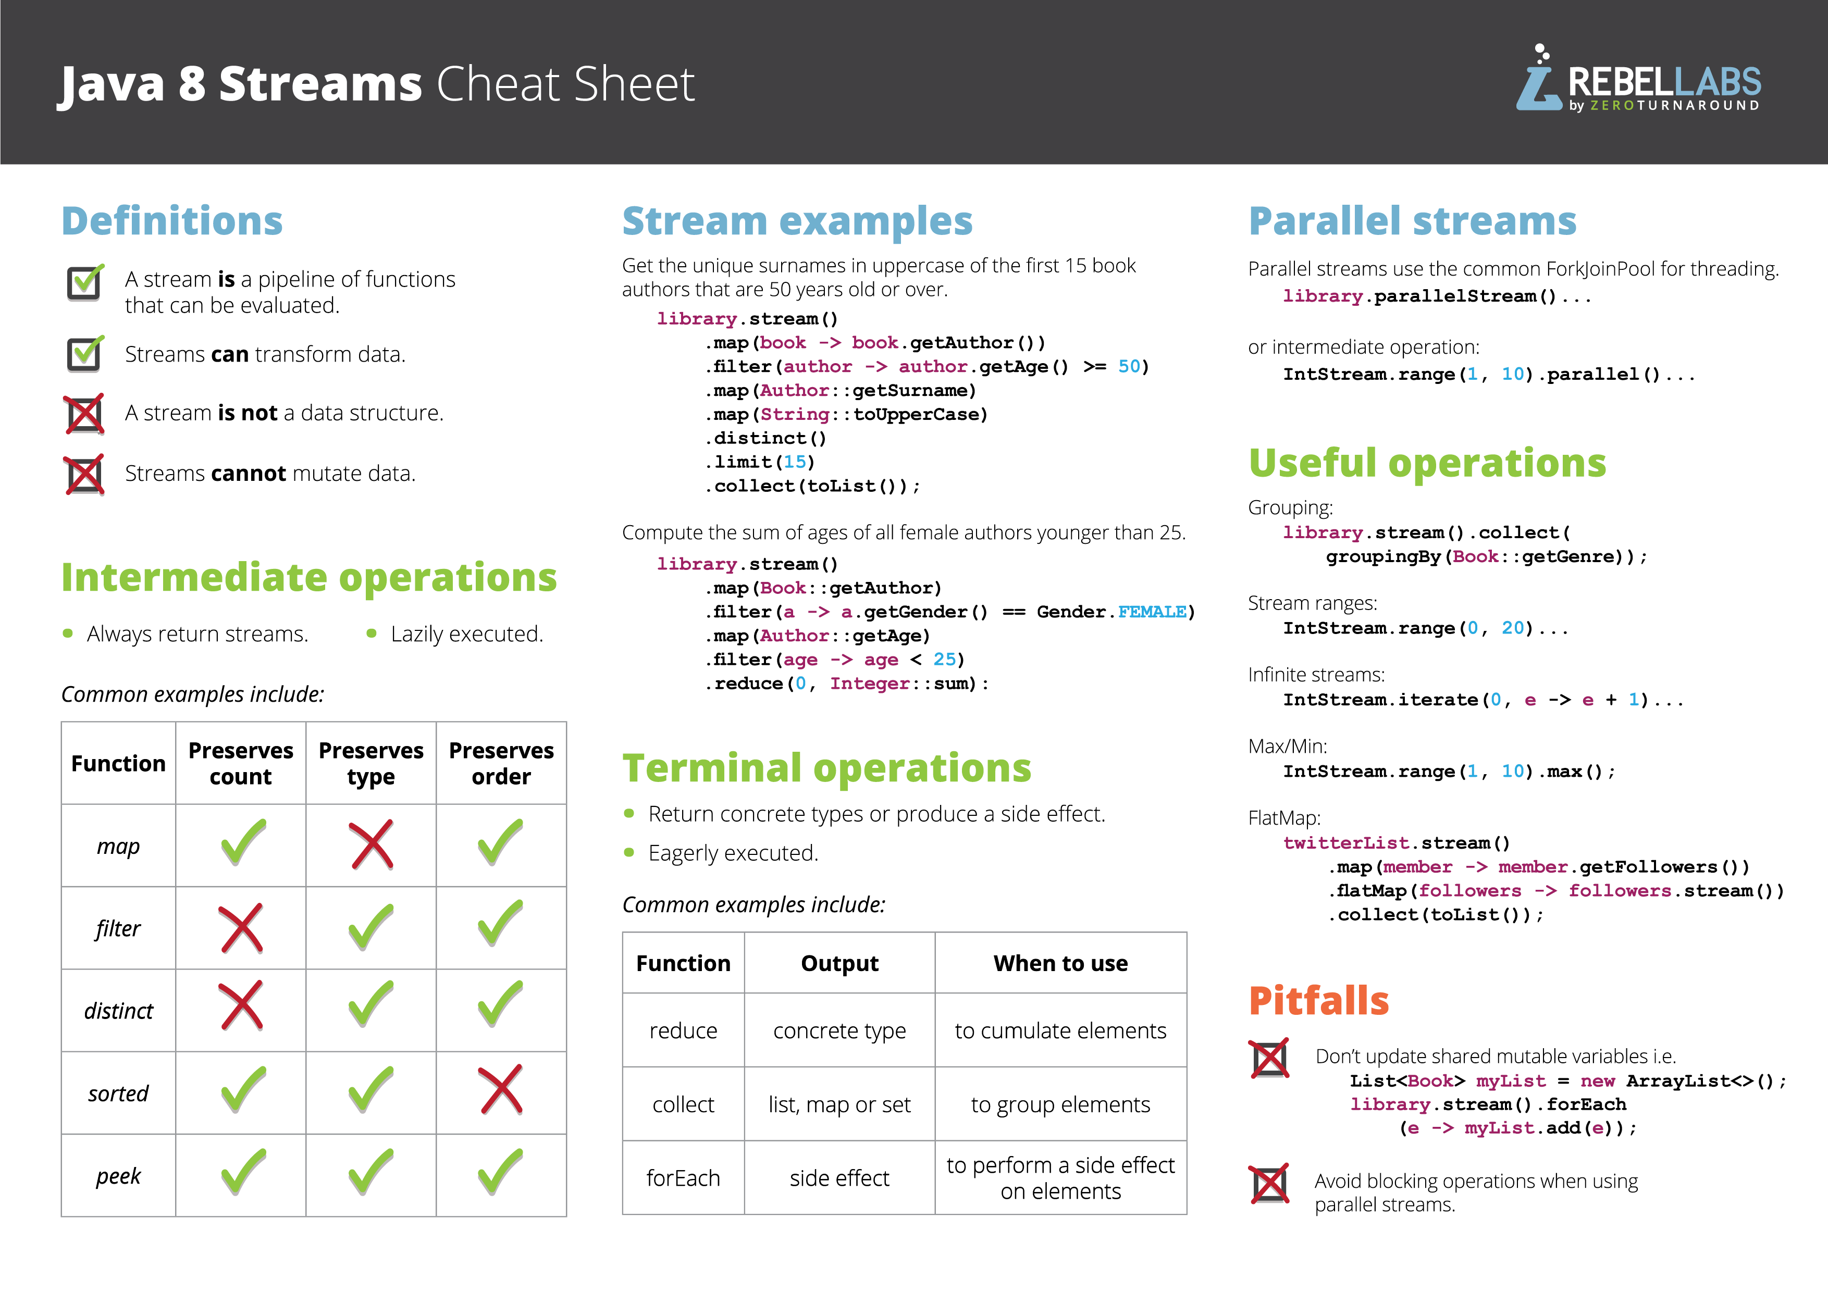 Java 8 Streams Cheat Sheet
REBELLABS
by ZEROTURNAROUND
Definitions
A stream is a pipeline of functions
that can be evaluated.
Streams can transform data.
A stream is not a data structure.
Streams cannot mutate data.
Intermediate operations
• Always return streams.
• Lazily executed.
Common examples include:
Function Preserves count Preserves type Preserves order
map
filter
distinct
sorted
peek
Stream examples
Get the unique surnames in uppercase of the first 15 book
authors that are 50 years old or over.
library.stream()
.map(book -> book.getAuthor())
.filter(author -> author.getAge() >= 50)
.map(Author::getSurname)
.map(String::toUpperCase)
.distinct()
.limit(15)
.collect(toList());
Compute the sum of ages of all female authors younger than 25.
library.stream()
.map(Book::getAuthor)
.filter(a -> a.getGender() == Gender.FEMALE)
.map(Author::getAge)
.filter(age -> age < 25)
.reduce(0, Integer::sum):
Terminal operations
• Return concrete types or produce a side effect.
• Eagerly executed.
Common examples include:
Function Output When to use
reduce concrete type to cumulate elements
collect list, map or set to group elements
forEach side effect to perform a side effect
on elements
Parallel streams
Parallel streams use the common ForkJoinPool for threading.
library.parallelStream()...
or intermediate operation:
IntStream.range(1, 10).parallel()...
Useful operations
Grouping:
library.stream().collect(
groupingBy(Book::getGenre));
Stream ranges:
IntStream.range(0, 20)...
Infinite streams:
IntStream.iterate(0, e -> e + 1)...
Max/Min:
IntStream.range(1, 10).max();
FlatMap:
twitterList.stream()
.map(member -> member.getFollowers())
.flatMap(followers -> followers.stream())
.collect(toList());
Pitfalls
Don’t update shared mutable variables i.e.
List<Book> myList = new ArrayList<>();
library.stream().forEach
(e -> myList.add(e));
Avoid blocking operations when using
parallel streams.